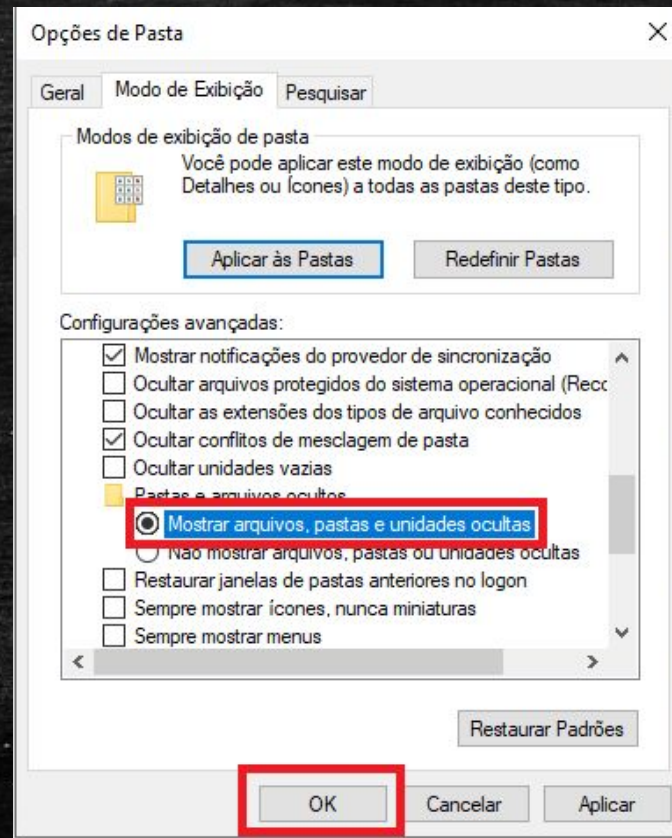 Opções de Pasta
Geral Modo de Exibição Pesquisar
Modos de exibição de pasta
Você pode aplicar este modo de exibição (como
Detalhes ou Ícones) a todas as pastas deste tipo.
Aplicar às Pastas Redefinir Pastas
Configurações avançadas:
Mostrar notificações do provedor de sincronização
Ocultar arquivos protegidos do sistema operacional (Recc
Ocultar as extensões dos tipos de arquivo conhecidos
Ocultar conflitos de mesclagem de pasta
Ocultar unidades vazias
Pastas e arquivos ocultos
Mostrar arquivos, pastas e unidades ocultas
Não mostrar arquivos, pastas ou unidades ocultas
Restaurar janelas de pastas anteriores no logon
Sempre mostrar ícones, nunca miniaturas
Sempre mostrar menus
Restaurar Padrões
OK Cancelar Aplicar